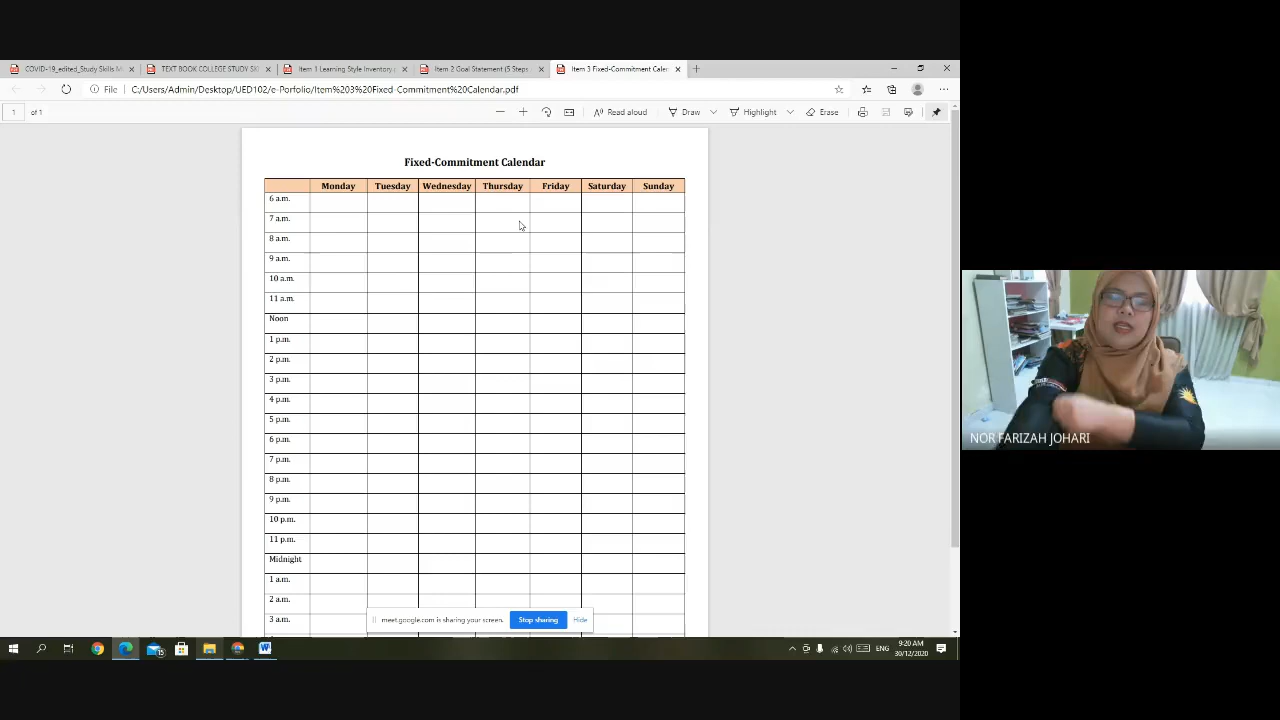 COVID-19_edited_Study Skills M
TEXT BOOK COLLEGE STUDY SKI
Item 1 Learning Style Inventory
Item 2 Goal Statement (5 Steps
Item 3 Fixed-Commitment Cale
File
C:/Users/Admin/Desktop/UED102/e-Porfolio/Item%203%20Fixed-Commitment%20Calendar.pdf
1 of 1
Read aloud
Draw
Highlight
Erase
Fixed-Commitment Calendar
Monday Tuesday Wednesday Thursday Friday Saturday Sunday
6 a.m.
7 a.m.
8 a.m.
9 a.m.
10 a.m.
11 a.m.
Noon
1 p.m.
2 p.m.
3 p.m.
4 p.m.
5 p.m.
6 p.m.
7 p.m.
8 p.m.
9 p.m.
10 p.m.
11 p.m.
Midnight
1 a.m.
2 a.m.
3 a.m.
meet.google.com is sharing your screen.
Stop sharing
Hide
NOR FARIZAH JOHARI
15
ENG
9:20 AM
30/12/2020